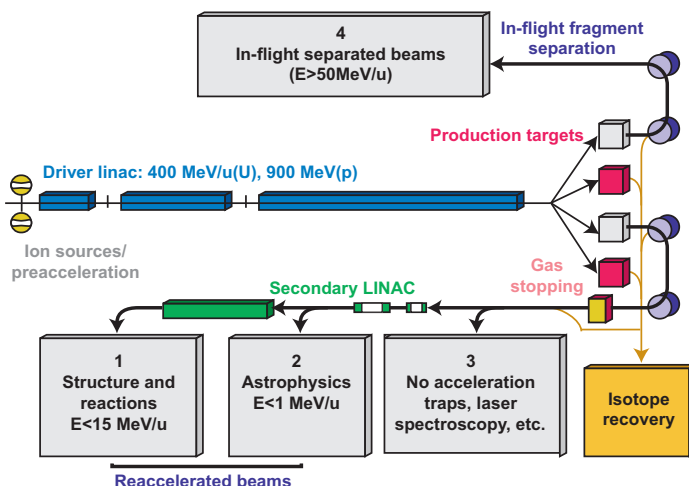 4
In-flight separated beams
(E>50MeV/u)
In-flight fragment
separation
Production targets
Driver linac: 400 MeV/u(U), 900 MeV(p)
Ion sources/
preacceleration
Gas
stopping
Secondary LINAC
1
Structure and
reactions
E<15 MeV/u
2
Astrophysics
E<1 MeV/u
3
No acceleration
traps, laser
spectroscopy, etc.
Isotope
recovery
Reaccelerated beams